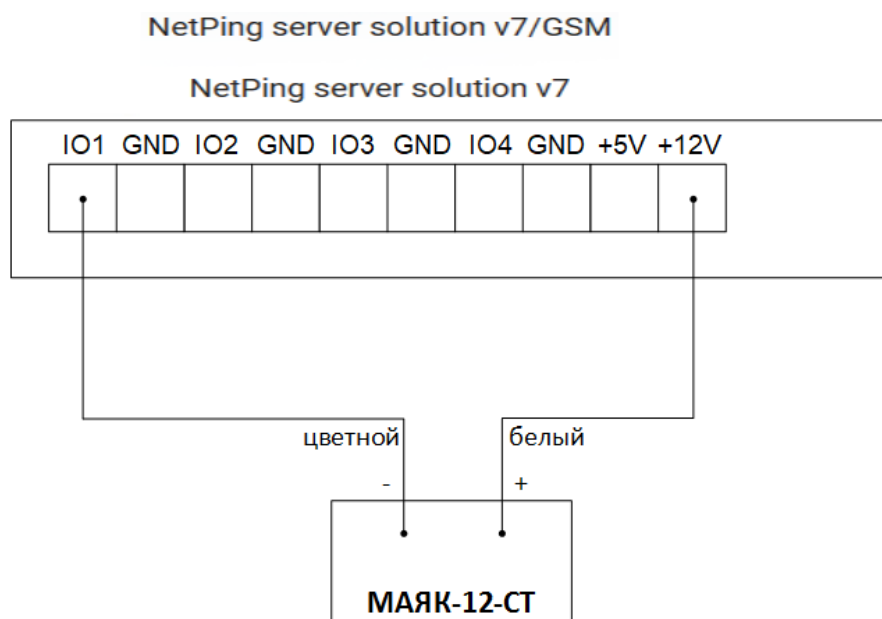 NetPing server solution v7/GSM
NetPing server solution v7
IO1 GND IO2 GND IO3 GND IO4 GND +5V +12V
цветной белый
- +
МАЯК-12-СТ